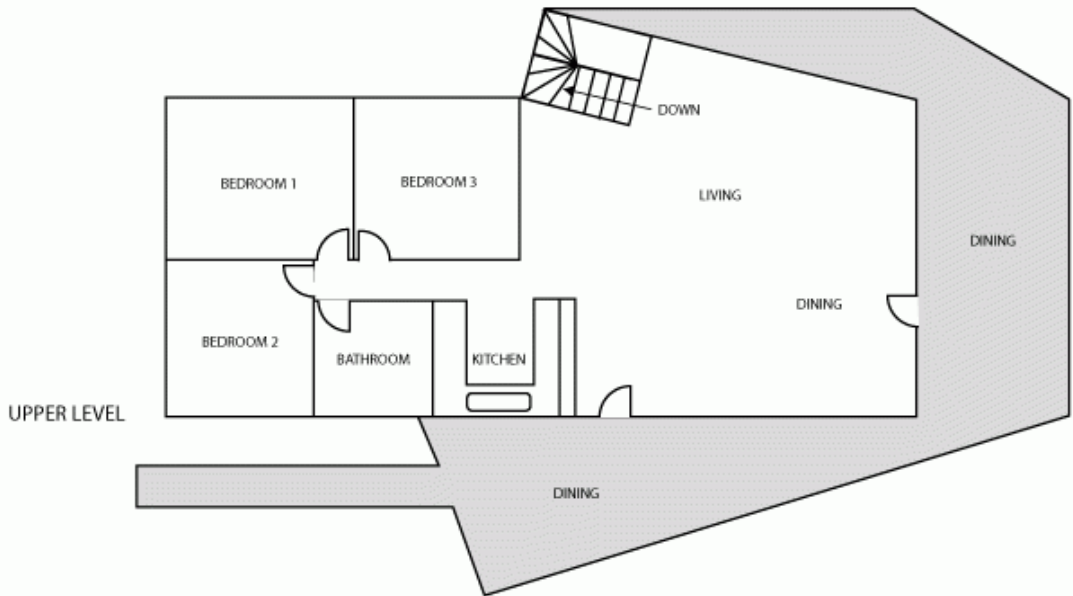 DOWN
BEDROOM 1
BEDROOM 3
LIVING
DINING
DINING
BEDROOM 2
BATHROOM
KITCHEN
UPPER LEVEL
DINING